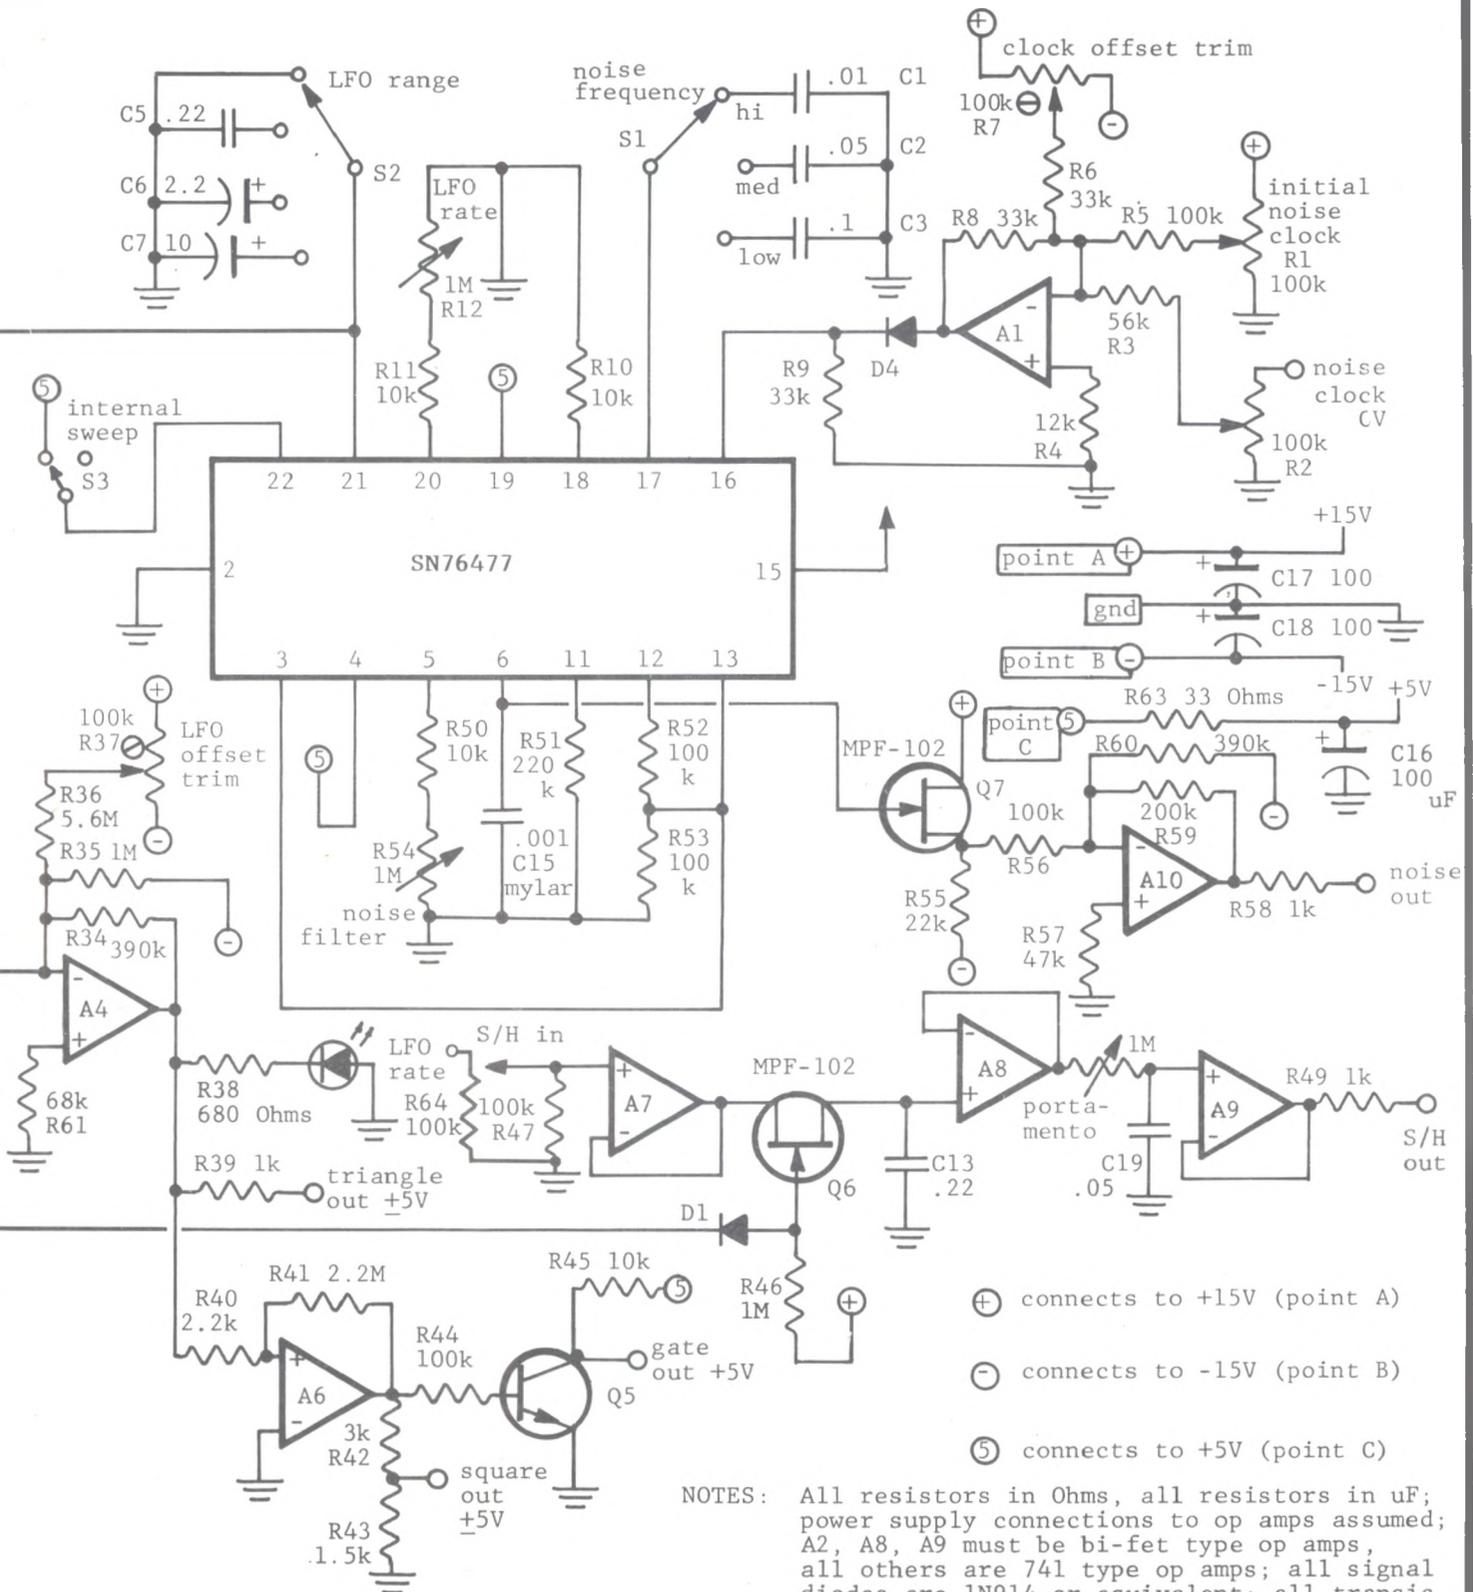 LFO range
C5 .22
C6 2.2 +
C7 10 +
S2
LFO
rate
1M
R12
R11
10k
5
R10
10k
noise
frequency
S1
hi
.01 C1
med
.05 C2
low
.1 C3
+
clock offset trim
100k
R7
-
R6
33k
R8 33k
R5 100k
+
initial
noise
clock
R1
100k
A1
-
+
56k
R3
D4
R9
33k
12k
R4
noise
clock
CV
100k
R2
5
internal
sweep
S3
22 21 20 19 18 17 16
2
SN76477
15
3 4 5 6 11 12 13
+15V
point A +
+ C17 100
gnd
+ C18 100
point B -
-15V
+5V
R63 33 Ohms
point
C
5
+
C16
100
uF
+
100k
R37
LFO
offset
trim
-
R36
5.6M
R35 1M
R34 390k
-
-
A4
+
68k
R61
5
R50
10k
R54
1M
noise
filter
.001
C15
mylar
R51
220
k
R52
100
k
R53
100
k
+
MPF-102
Q7
R60 390k
-
200k
R59
100k
R56
R55
22k
-
-
A10
+
R57
47k
R58 1k
noise
out
R38
680 Ohms
LFO
rate
S/H in
R64
100k
100k
R47
+
A7
-
MPF-102
Q6
-
A8
+
C13
.22
1M
porta-
mento
C19
.05
+
A9
-
R49 1k
S/H
out
R39 1k
triangle
out ±5V
D1
R46
1M
+
R41 2.2M
R40
2.2k
+
A6
-
R44
100k
R45 10k
5
gate
out +5V
Q5
3k
R42
square
out
±5V
R43
1.5k
+ connects to +15V (point A)
- connects to -15V (point B)
5 connects to +5V (point C)
NOTES: All resistors in Ohms, all resistors in uF;
power supply connections to op amps assumed;
A2, A8, A9 must be bi-fet type op amps,
all others are 741 type op amps; all signal
diodes are 1N914 or equivalent; all transis